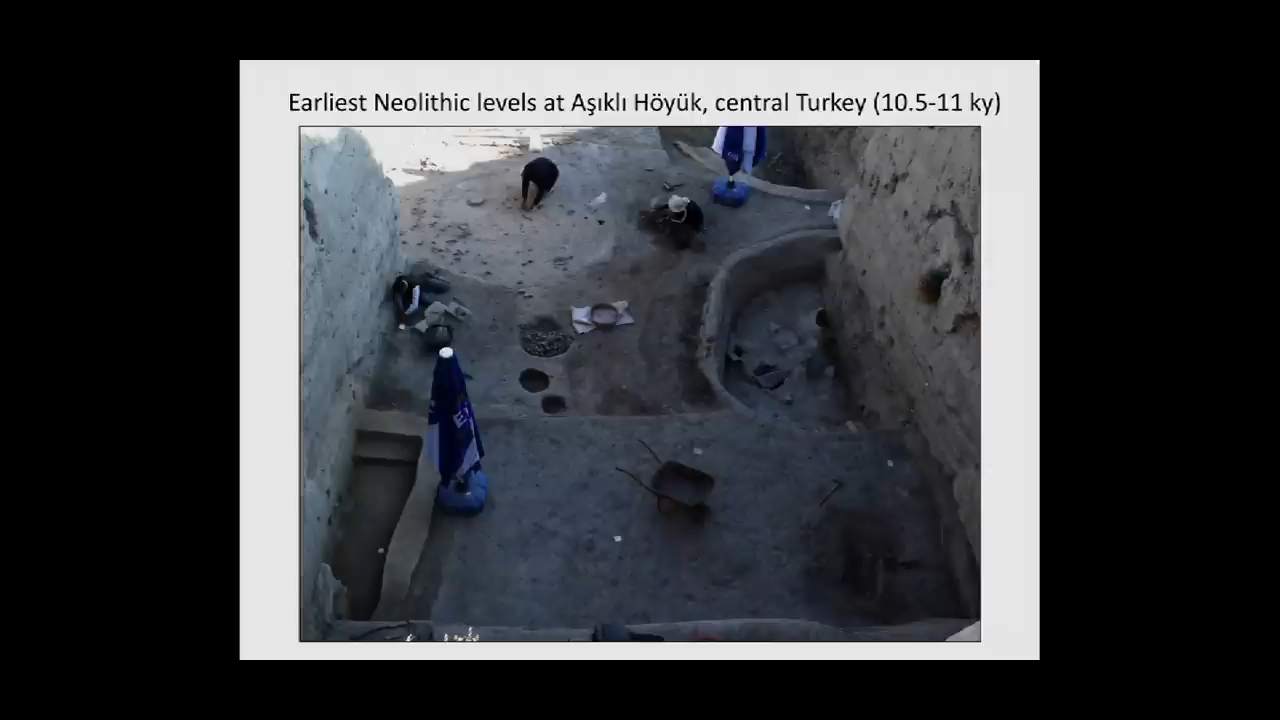 Earliest Neolithic levels at Aşıklı Höyük, central Turkey (10.5-11 ky)